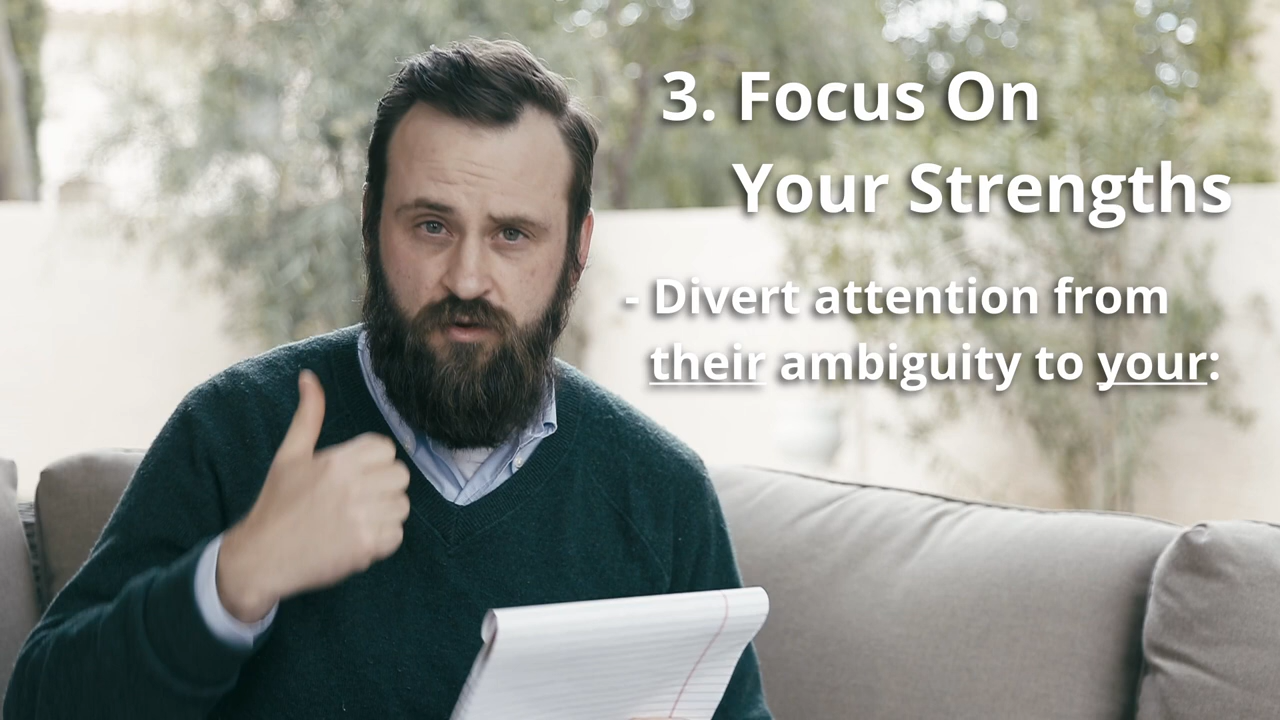 3. Focus On
Your Strengths
- Divert attention from
their ambiguity to your: